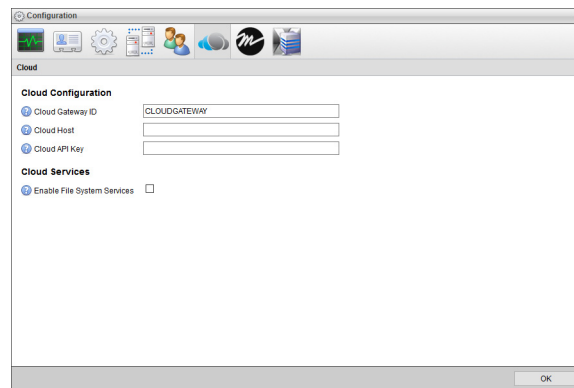 Configuration
Cloud
Cloud Configuration
Cloud Gateway ID CLOUDGATEWAY
Cloud Host
Cloud API Key
Cloud Services
Enable File System Services
OK